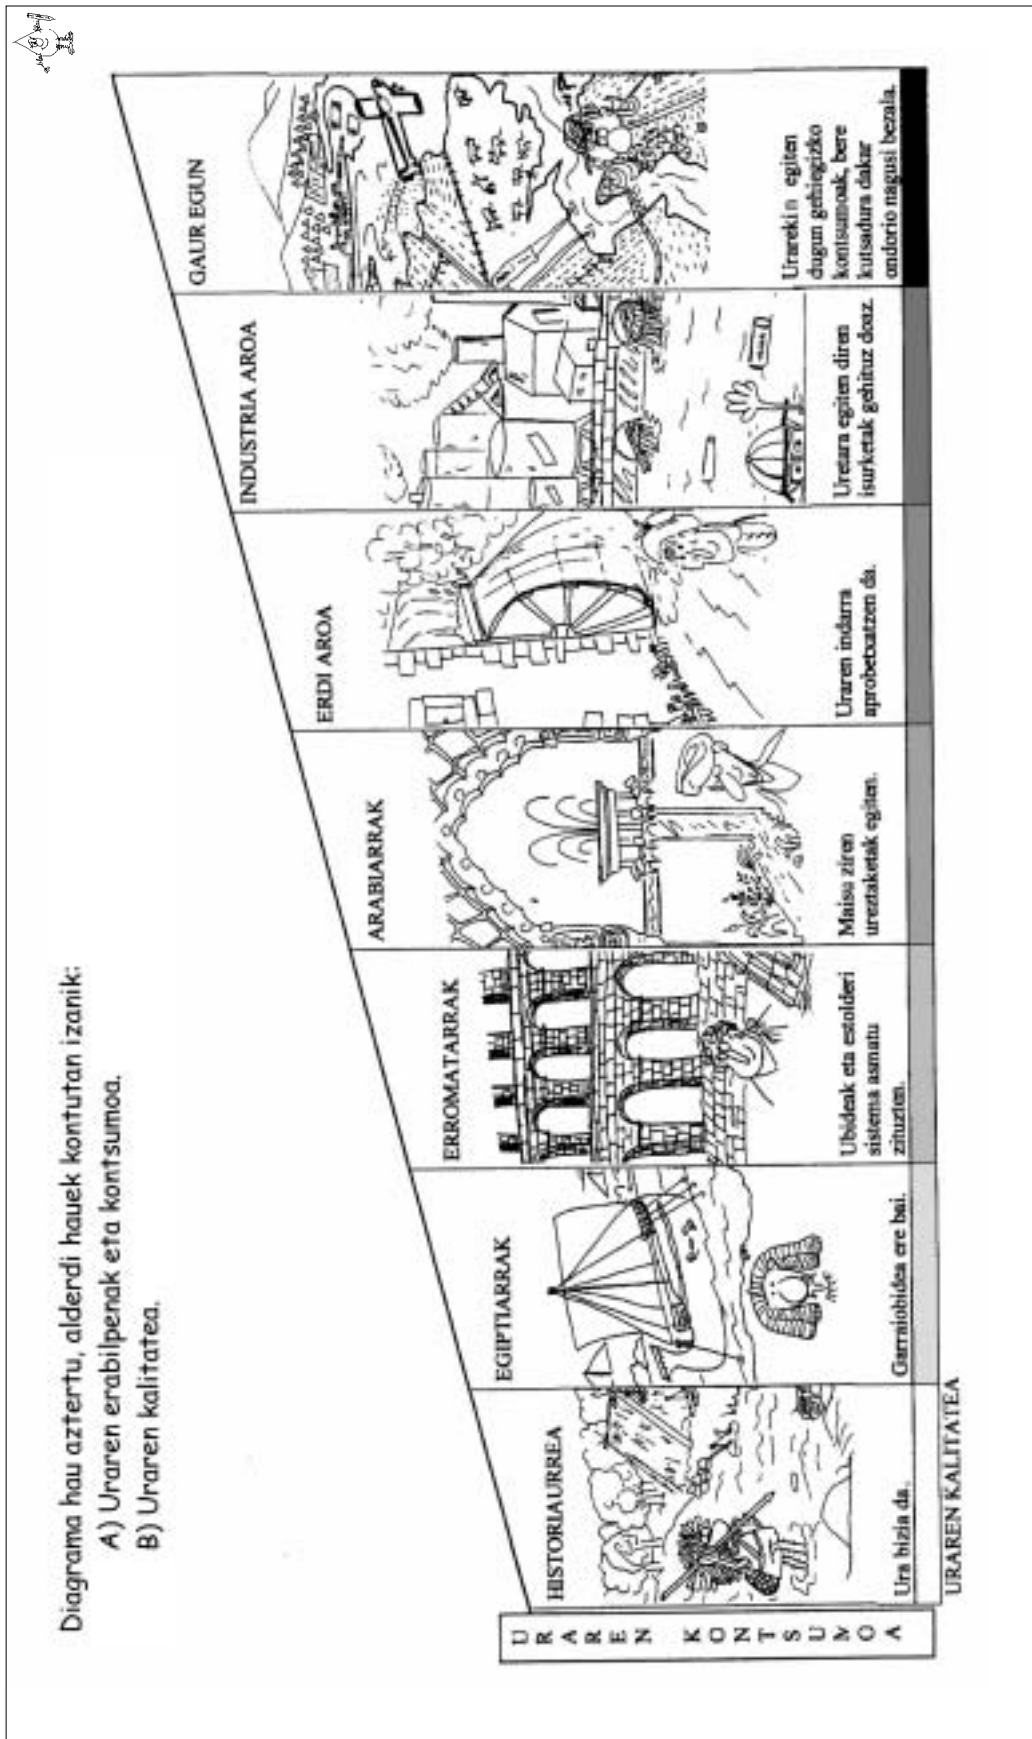 Diagrama hau aztertu, alderdi hauek kontutan izanik:
A) Uraren erabilpenak eta kontsumoa.
B) Uraren kalitatea.
URAREN KONTSUMOA
HISTORIAURREA
Ura bizia da.
EGIPTIARRAK
Garraiobidea ere bai.
ERROMATARRAK
Ubideak eta estolderi
sistema asmatu
zituzten.
ARABIARRAK
Maisu ziren
ureztaketak egiten.
ERDI AROA
Uraren indarra
aprobetxatzen da.
INDUSTRIA AROA
Uretara egiten diren
isurketak gehituz doaz.
GAUR EGUN
Urarekin egiten
dugun gehiegizko
kontsumoak, bere
kutsadura dakar
ondorio nagusi bezala.
URAREN KALITATEA